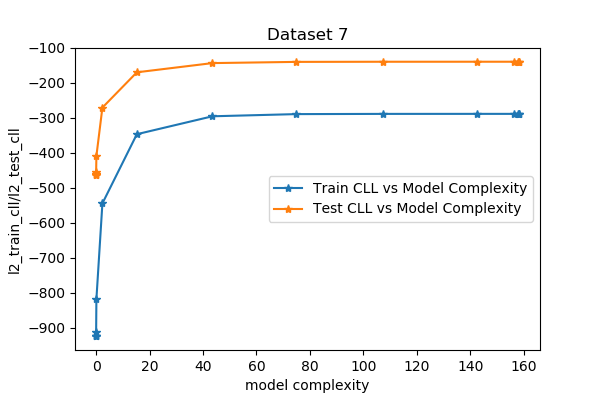 Dataset 7
l2_train_cll/l2_test_cll
−100
−200
−300
−400
−500
−600
−700
−800
−900
Train CLL vs Model Complexity
Test CLL vs Model Complexity
0 20 40 60 80 100 120 140 160
model complexity